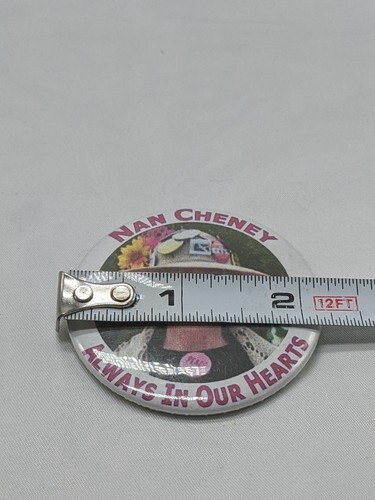 NAN CHENEY
1 2 12FT
ALWAYS IN OUR HEARTS